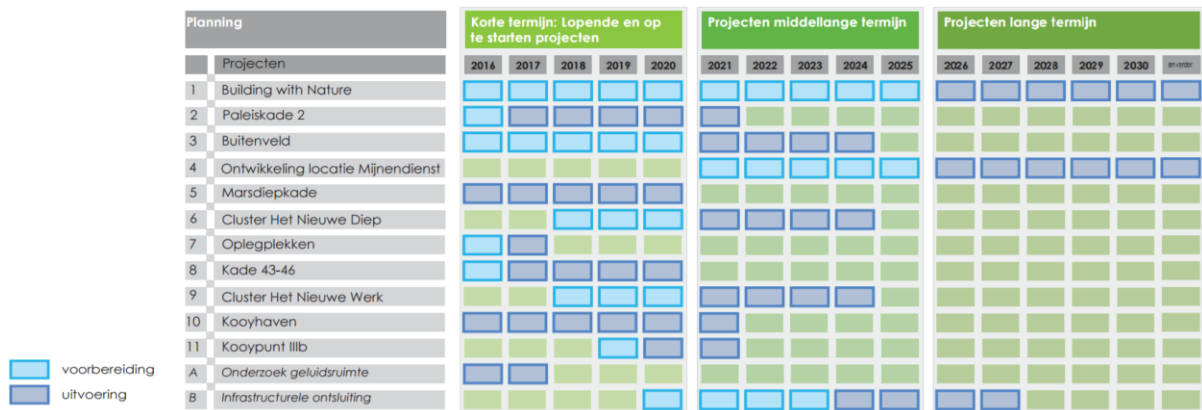 Planning
Korte termijn: Lopende en op
te starten projecten
Projecten middellange termijn
Projecten lange termijn
Projecten 2016 2017 2018 2019 2020 2021 2022 2023 2024 2025 2026 2027 2028 2029 2030 en verder
1 Building with Nature
2 Paleiskade 2
3 Buitenveld
4 Ontwikkeling locatie Mijnendienst
5 Marsdiepkade
6 Cluster Het Nieuwe Diep
7 Oplegplekken
8 Kade 43-46
9 Cluster Het Nieuwe Werk
10 Kooyhaven
11 Kooypunt IIIb
A Onderzoek geluidsruimte
B Infrastructurele ontsluiting
voorbereiding
uitvoering